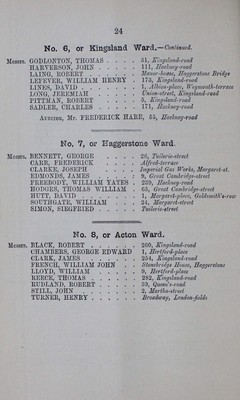 24
No. 6, or Kingsland Ward.—Continued.
Messrs. GODLONTON, THOMAS . . . . . 51, Kingsland-road
HARVERSON, JOHN . . . . . . 111, Hackney-road
LAING, ROBERT . . . . . . . Manor-house, Haggerstone Bridge
LEFEVER, WILLIAM HENRY . 173, Kingsland-road
LINES, DAVID . . . . . . . . 1, Albion-place, Weymouth-terrace
LONG, JEREMIAH . . . . . . Union-street, Kingsland-road
PITTMAN, ROBERT . . . . . 5, Kingsland-road
SADLER, CHARLES . . . . . . 171, Hackney-road
Auditor, Mr. FREDERICK HARE, 55, Hackney-road
No. 7, or Haggerstone Ward.
Messrs. BENNETT, GEORGE . . . . . 26, Tuilerie-street
CARR, FREDERICK . . . . . . Alfred-terrace
CLARKE, JOSEPH . . . . . . Imperial Gas Works, Margaret-st.
EDMONDS, JAMES . . . . . . 9, Great Cambridge-street
FREEBODY, WILLIAM YATES . 239, Hackney-road
HODGES, THOMAS WILLIAM . 63, Great Cambridge-street
HUTT, DAVID . . . . . . . . 1, Margaret-place, Goldsmith's-row
SOUTHGATE, WILLIAM . . . 24, Margaret-street
SIMON, SIEGFRIED . . . . . Tuilerie-street
No. 8, or Acton Ward.
Messrs. BLACK, ROBERT . . . . . . . 260, Kingsland-road
CHAMBERS, GEORGE EDWARD 1, Hertford-place
CLARK, JAMES . . . . . . . 254, Kingsland-road
FRENCH, WILLIAM JOHN . . Stonebridge House, Haggerstone
LLOYD, WILLIAM . . . . . . 9, Hertford-place
REECE, THOMAS . . . . . . . 282, Kingsland-road
RUDLAND, ROBERT . . . . . 59, Queen's-road
STILL, JOHN . . . . . . . . 2, Martha-street
TURNER, HENRY . . . . . . . Broadway, London-fields